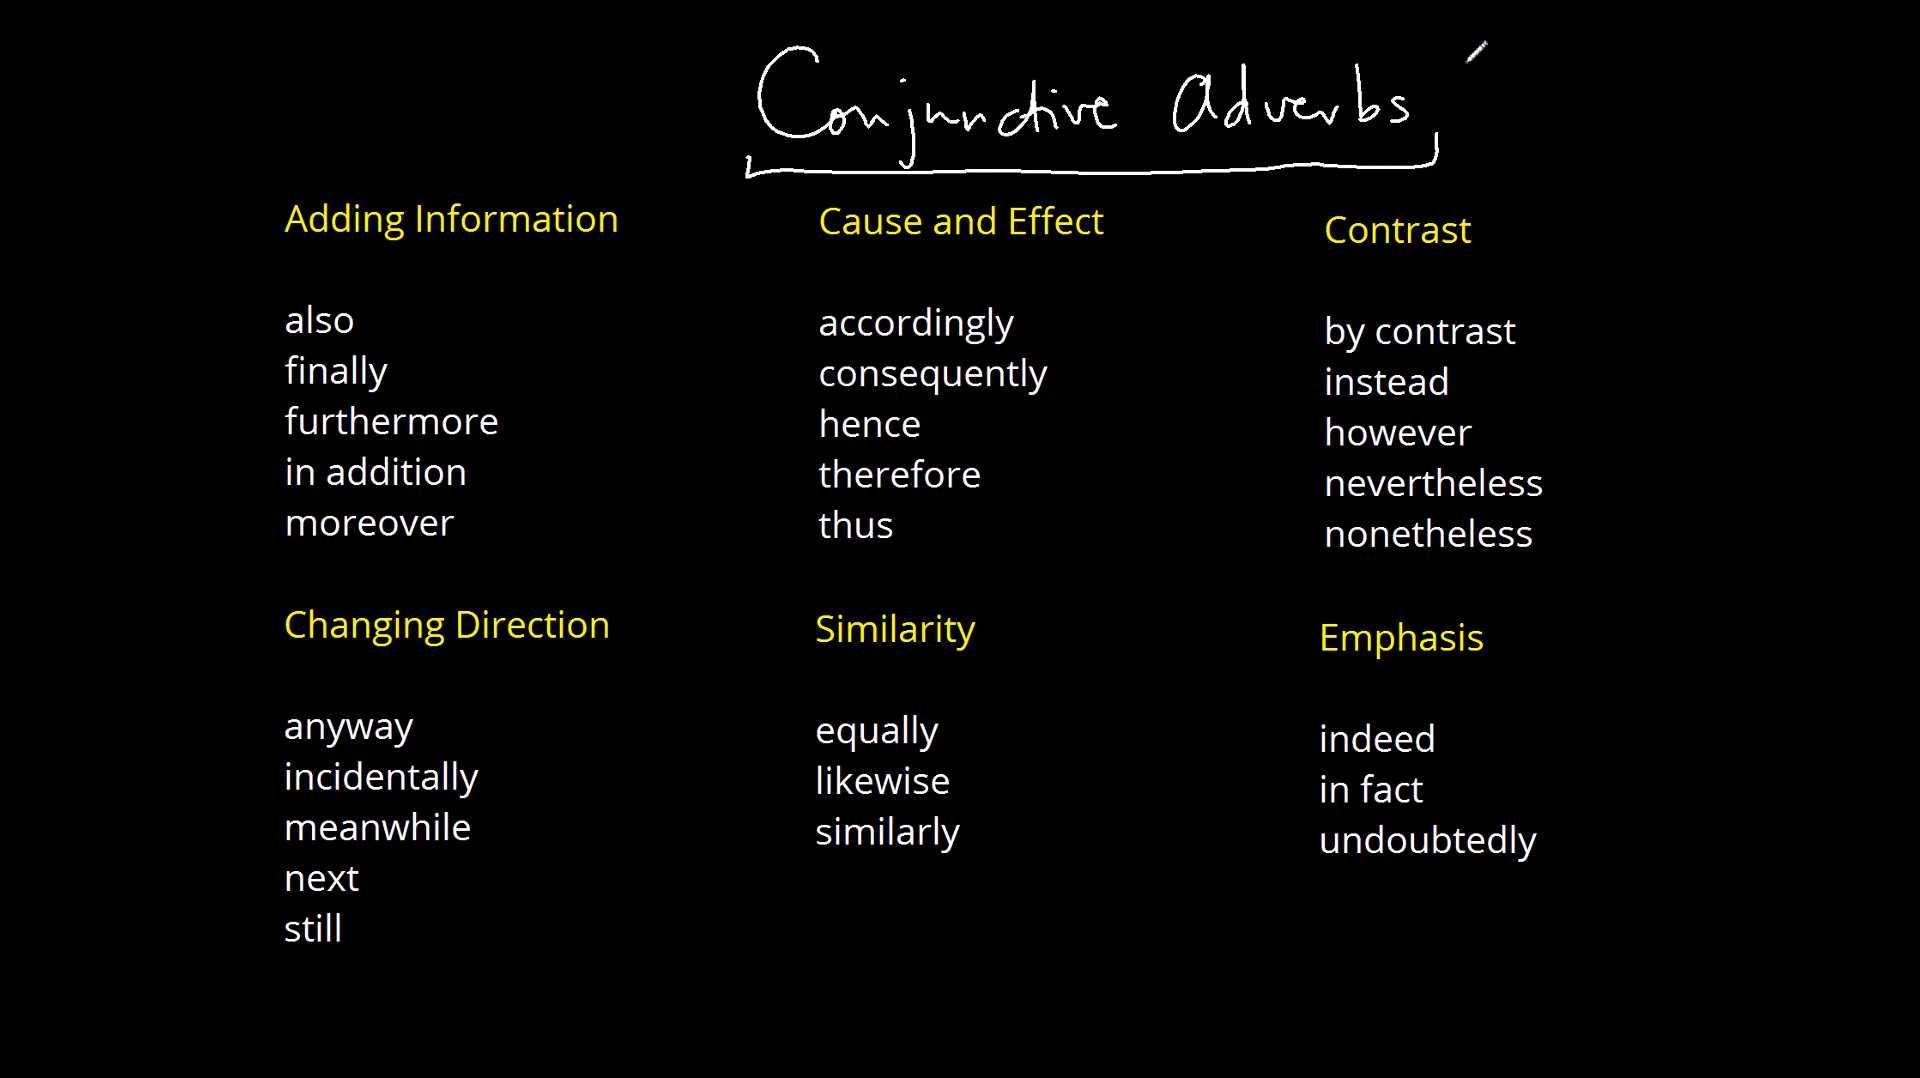 Conjunctive Adverbs
Adding Information
also
finally
furthermore
in addition
moreover
Cause and Effect
accordingly
consequently
hence
therefore
thus
Contrast
by contrast
instead
however
nevertheless
nonetheless
Changing Direction
anyway
incidentally
meanwhile
next
still
Similarity
equally
likewise
similarly
Emphasis
indeed
in fact
undoubtedly